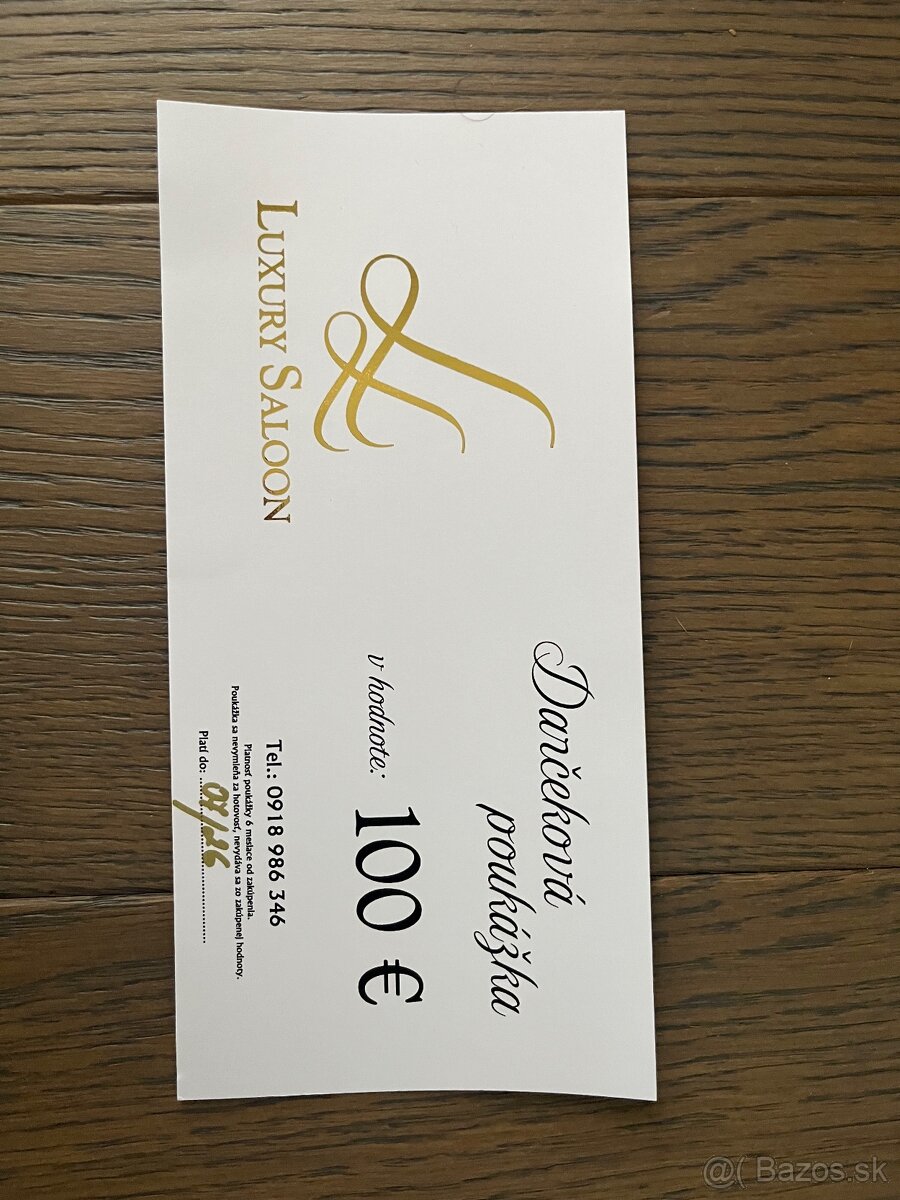 LUXURY SALOON
Darčeková
poukážka
v hodnote: 100 €
Tel.: 0918 986 346
Platnosť poukážky 6 mesiace od zakúpenia.
Poukážka sa nevymieňa za hotovosť, nevydáva sa zo zakúpenej hodnoty.
Platí do:
@( Bazos.sk